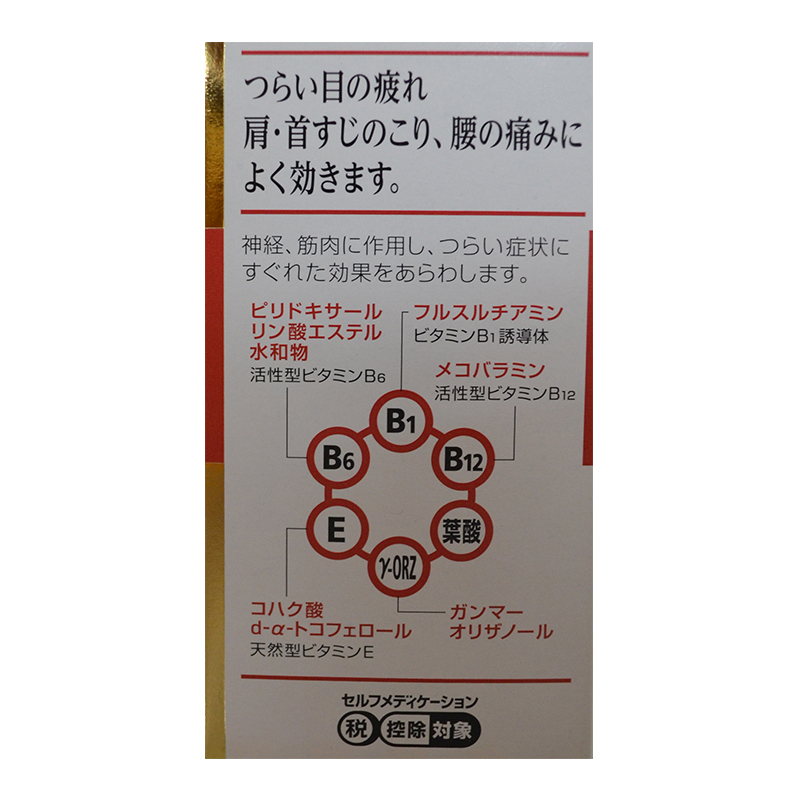 つらい目の疲れ
肩・首すじのこり、腰の痛みに
よく効きます。
神経、筋肉に作用し、つらい症状に
すぐれた効果をあらわします。
ピリドキサール
リン酸エステル
水和物
活性型ビタミンB6
フルスルチアミン
ビタミンB1誘導体
メコバラミン
活性型ビタミンB12
B1
B6
B12
E
葉酸
γ-ORZ
コハク酸
d-α-トコフェロール
天然型ビタミンE
ガンマー
オリザノール
セルフメディケーション
税 控除 対象